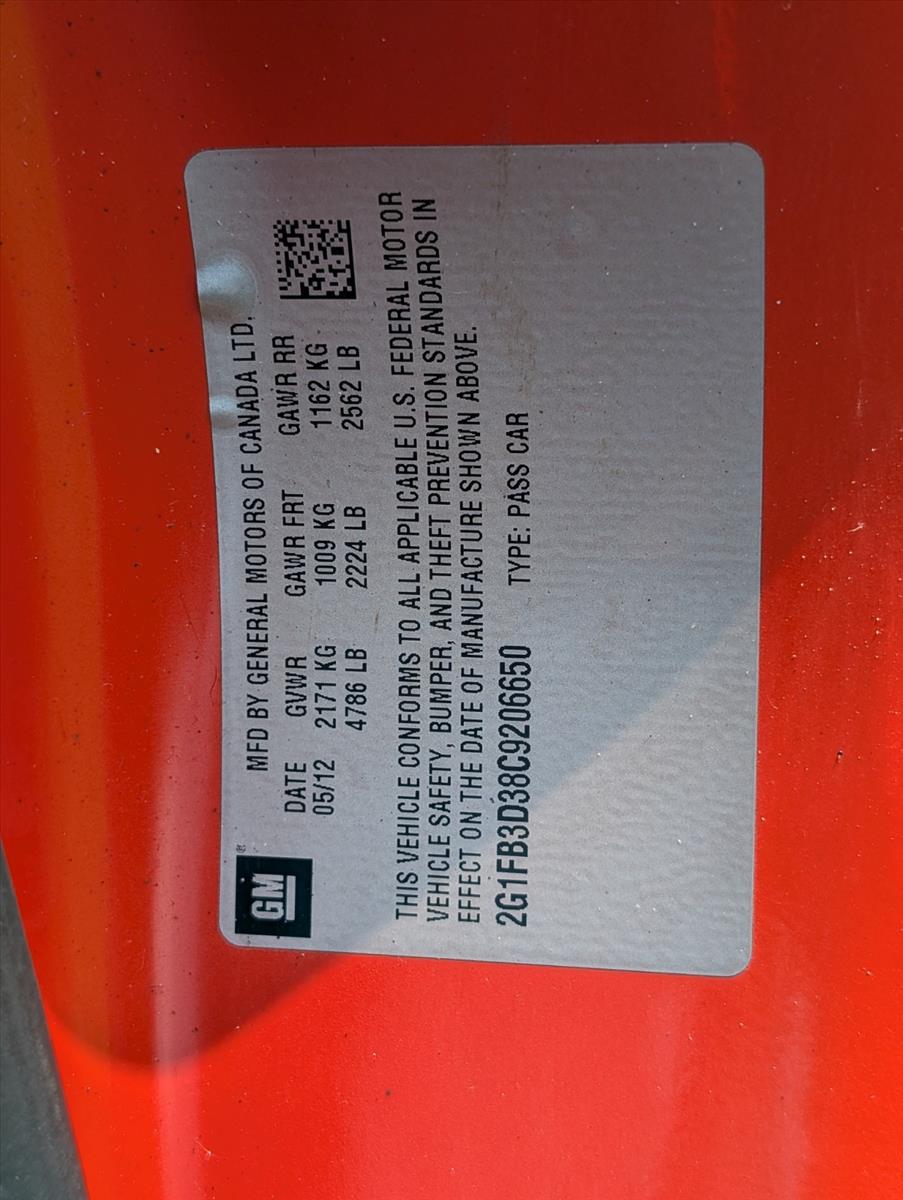 GM ®
MFD BY GENERAL MOTORS OF CANADA LTD.
DATE GVWR GAWR FRT GAWR RR
05/12 2171 KG 1009 KG 1162 KG
4786 LB 2224 LB 2562 LB
THIS VEHICLE CONFORMS TO ALL APPLICABLE U.S. FEDERAL MOTOR
VEHICLE SAFETY, BUMPER, AND THEFT PREVENTION STANDARDS IN
EFFECT ON THE DATE OF MANUFACTURE SHOWN ABOVE.
2G1FB3D38C9206650 TYPE: PASS CAR